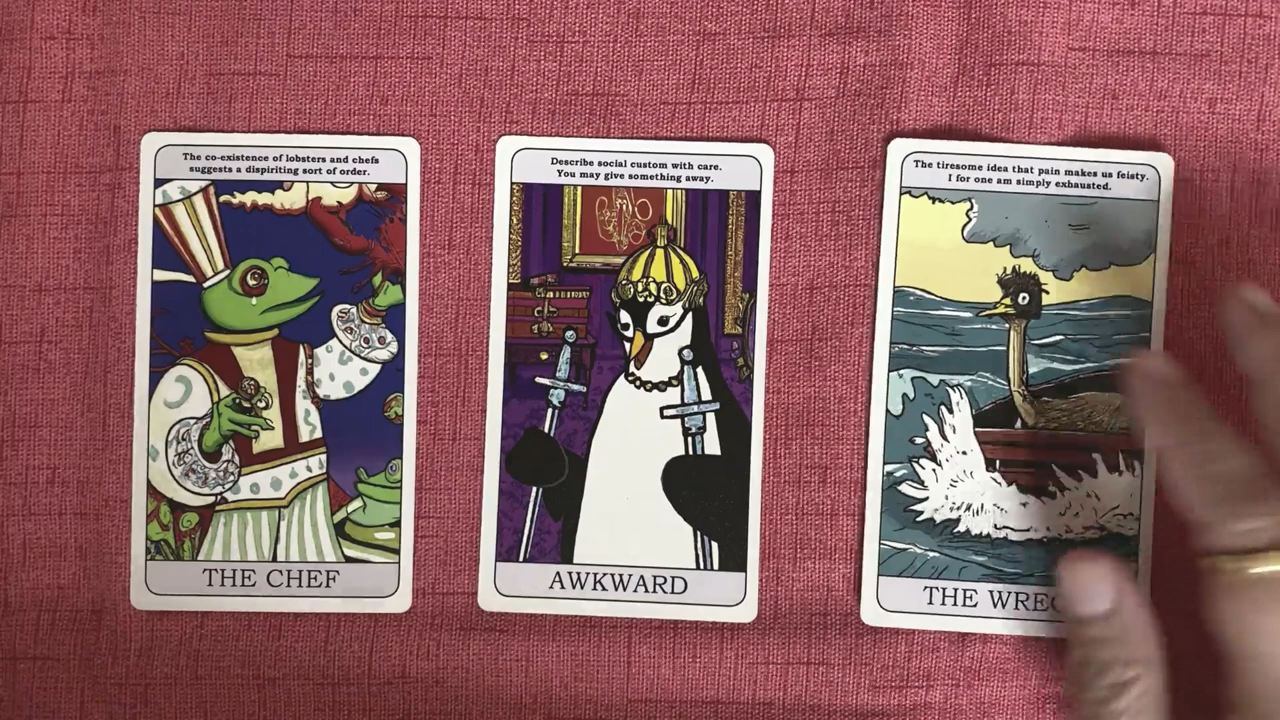 The co-existence of lobsters and chefs
suggests a dispiriting sort of order.
THE CHEF
Describe social custom with care.
You may give something away.
AWKWARD
The tiresome idea that pain makes us feisty.
I for one am simply exhausted.
THE